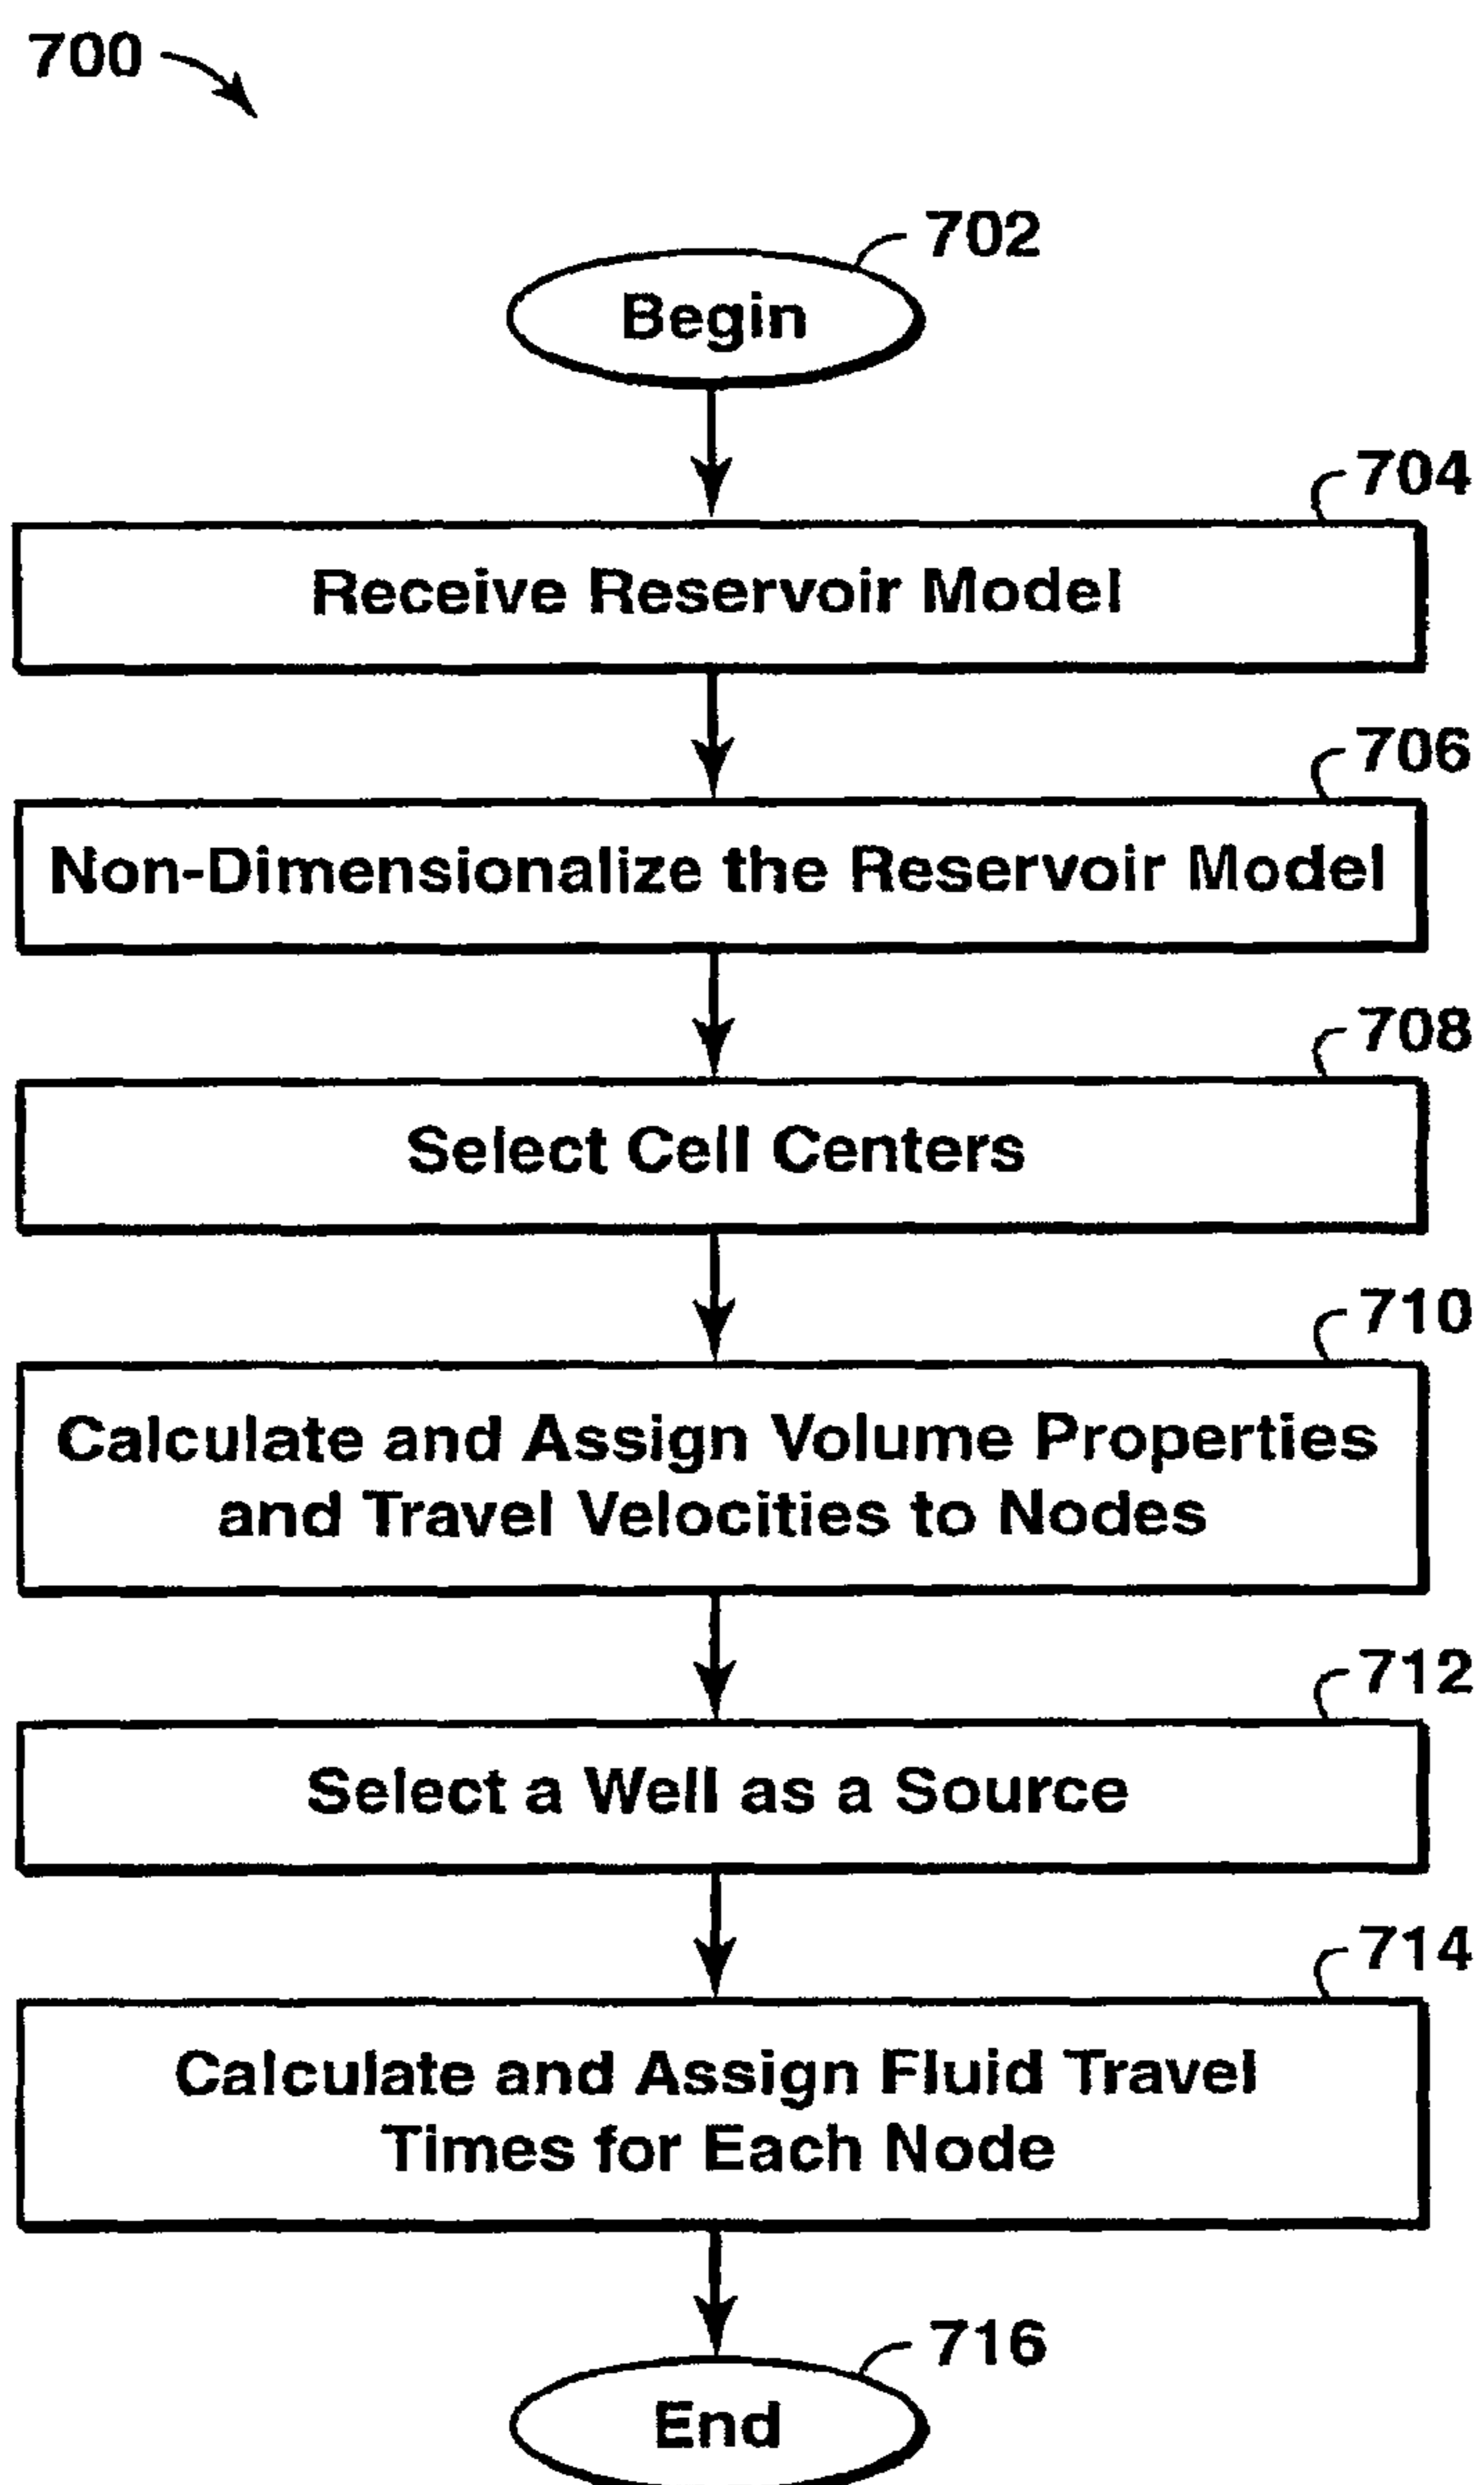 700
702
Begin
704
Receive Reservoir Model
706
Non-Dimensionalize the Reservoir Model
708
Select Cell Centers
710
Calculate and Assign Volume Properties
and Travel Velocities to Nodes
712
Select a Well as a Source
714
Calculate and Assign Fluid Travel
Times for Each Node
716
End